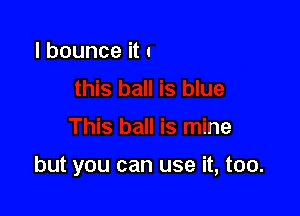 I bounce it
this ball is blue
This ball is mine
but you can use it, too.